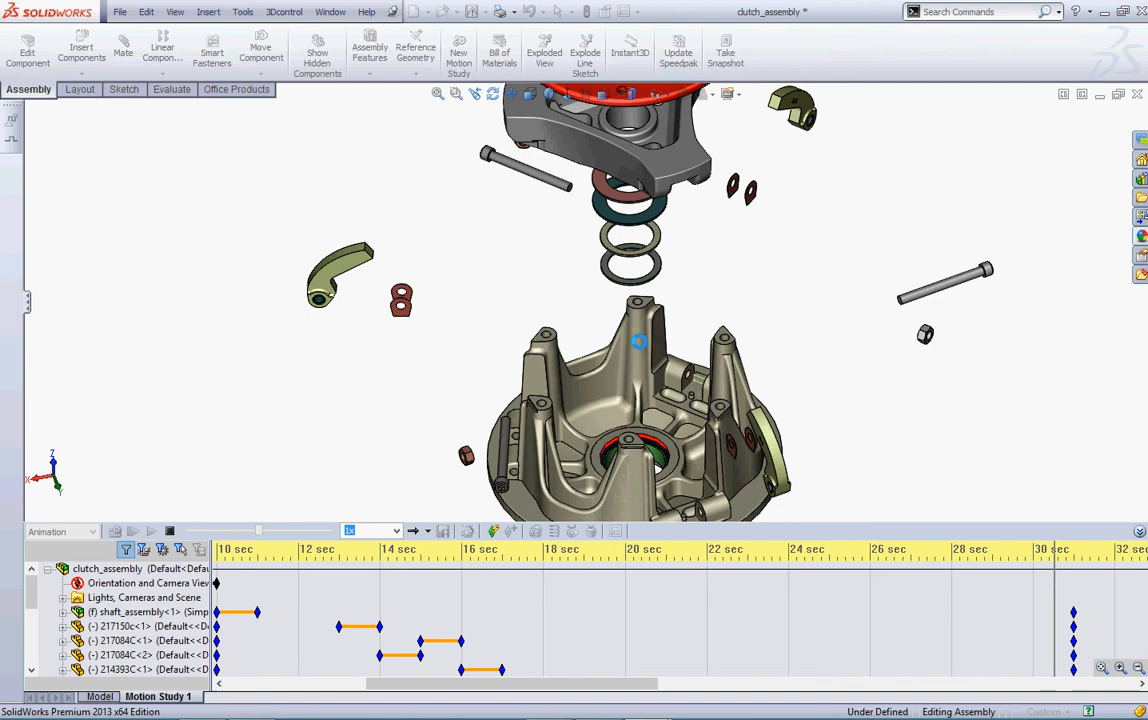 SOLIDWORKS File Edit View Insert Tools 3Dcontrol Window Help clutch_assembly * Search Commands ?
Edit Component
Insert Components
Mate
Linear Compon...
Smart Fasteners
Move Component
Show Hidden Components
Assembly Features
Reference Geometry
New Motion Study
Bill of Materials
Exploded View
Explode Line Sketch
Instant3D
Update Speedpak
Take Snapshot
Assembly Layout Sketch Evaluate Office Products
Z
X
Y
Animation 1x
10 sec 12 sec 14 sec 16 sec 18 sec 20 sec 22 sec 24 sec 26 sec 28 sec 30 sec 32 sec
clutch_assembly (Default<Defau
Orientation and Camera View
Lights, Cameras and Scene
(f) shaft_assembly<1> (Simp
(-) 217150c<1> (Default<<D
(-) 217084C<1> (Default<<D
(-) 217084C<2> (Default<<D
(-) 214393C<1> (Default<<D
Model Motion Study 1
SolidWorks Premium 2013 x64 Edition Under Defined Editing Assembly Custom ?